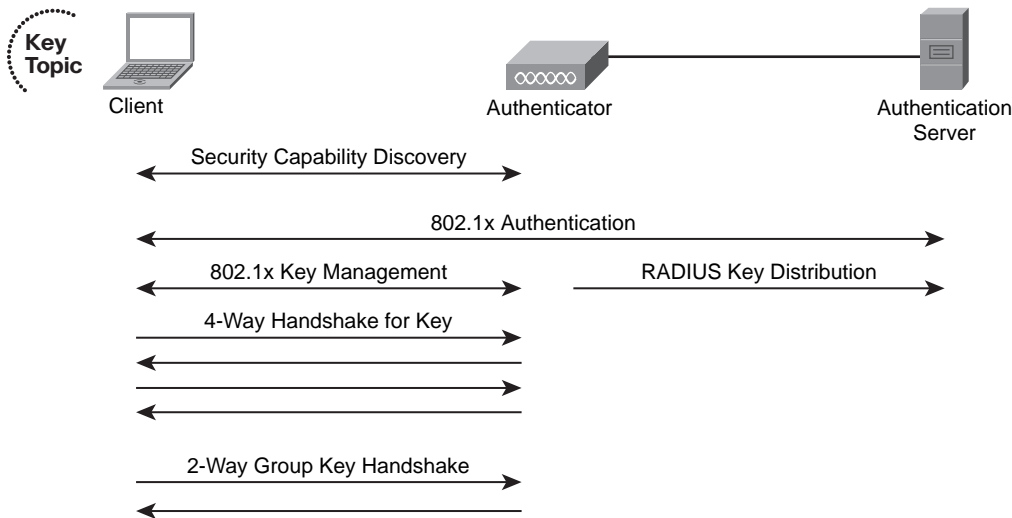 Key
Topic
Client
Authenticator
Authentication
Server
Security Capability Discovery
802.1x Authentication
802.1x Key Management
RADIUS Key Distribution
4-Way Handshake for Key
2-Way Group Key Handshake